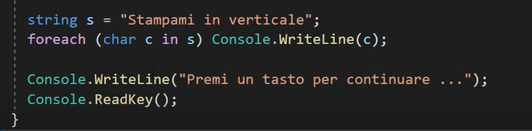 string s = "Stampami in verticale";
foreach (char c in s) Console.WriteLine(c);
Console.WriteLine("Premi un tasto per continuare ...");
Console.ReadKey();
}